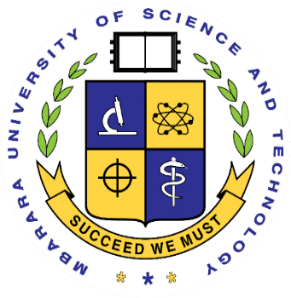 MBARARA UNIVERSITY OF SCIENCE AND TECHNOLOGY
SUCCEED WE MUST